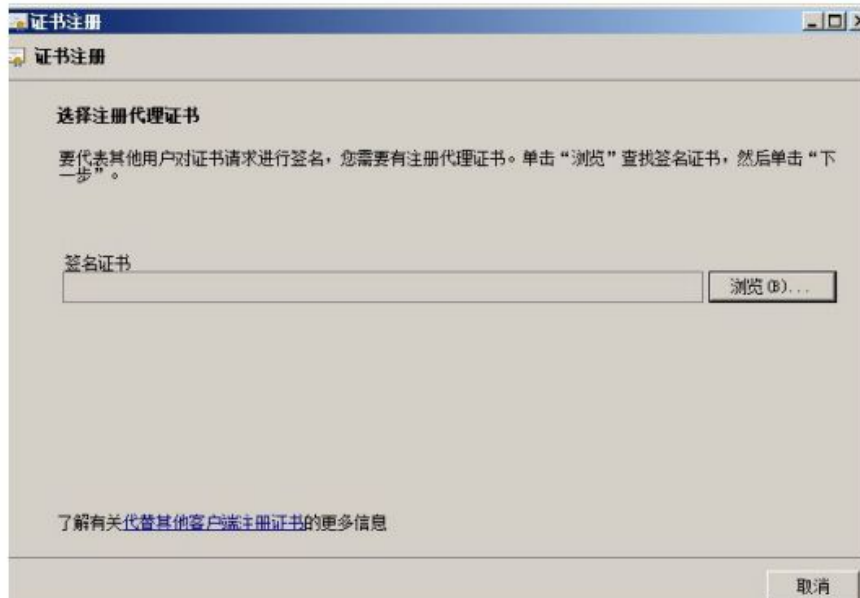 证书注册
证书注册
选择注册代理证书
要代表其他用户对证书请求进行签名，您需要有注册代理证书。单击“浏览”查找签名证书，然后单击“下
一步”。
签名证书
浏览(B)...
了解有关代替其他客户端注册证书的更多信息
取消